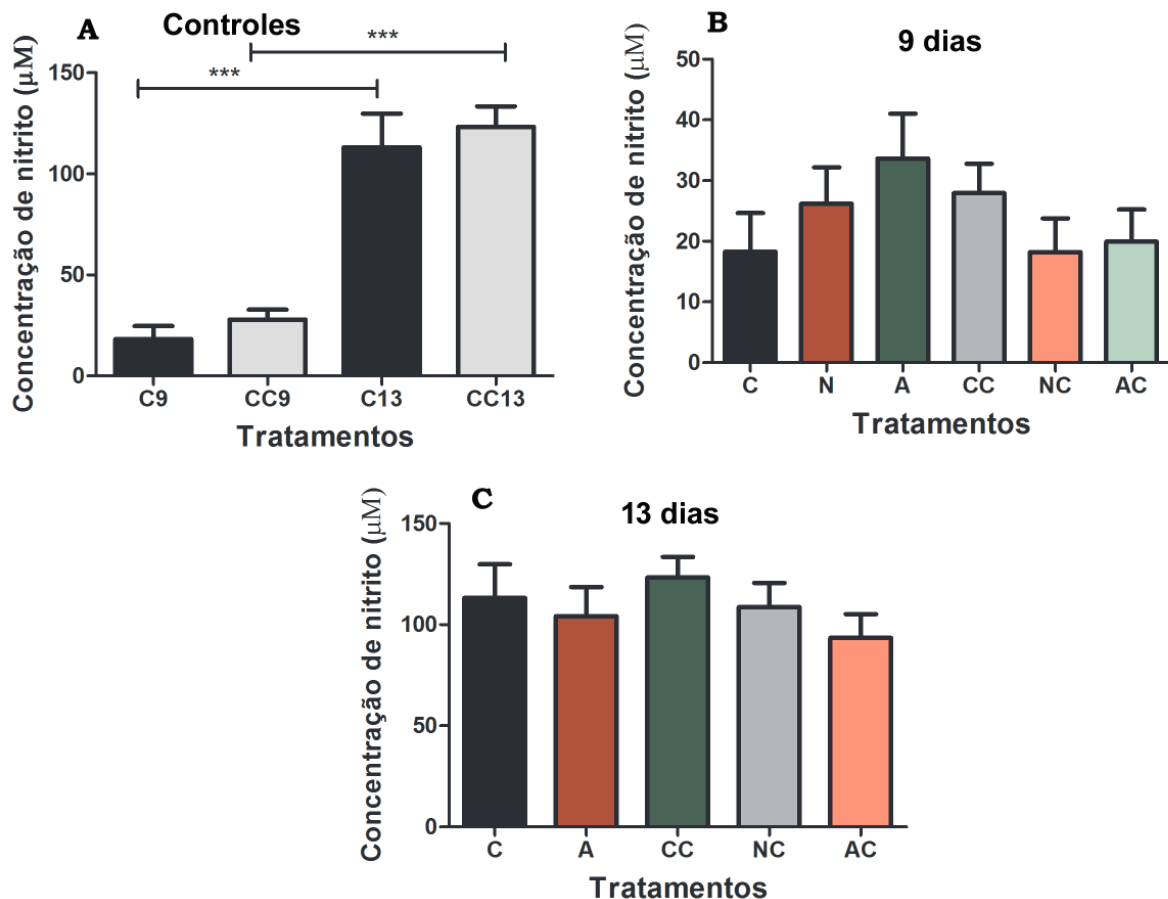 A
Controles
***
***
Concentração de nitrito (μM)
150
100
50
0
C9 CC9 C13 CC13
Tratamentos
B
9 dias
Concentração de nitrito (μM)
50
40
30
20
10
0
C N A CC NC AC
Tratamentos
C
13 dias
Concentração de nitrito (μM)
150
100
50
0
C A CC NC AC
Tratamentos